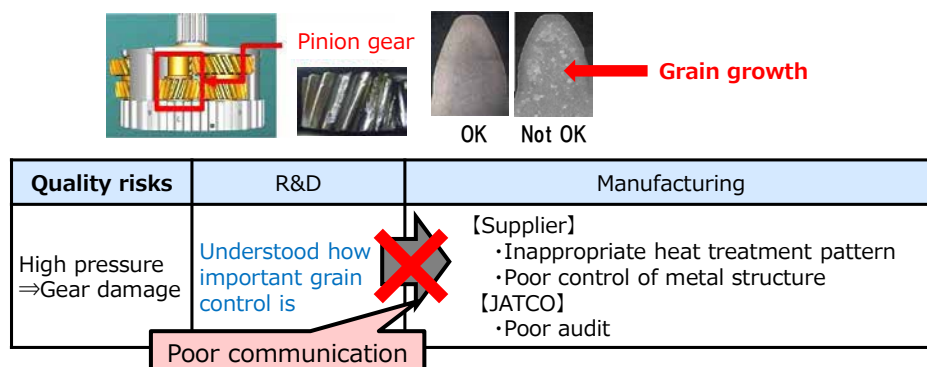 Pinion gear
Grain growth
OK
Not OK
Quality risks
R&D
Manufacturing
High pressure
⇒Gear damage
Understood how
important grain
control is
【Supplier】
・Inappropriate heat treatment pattern
・Poor control of metal structure
【JATCO】
・Poor audit
Poor communication